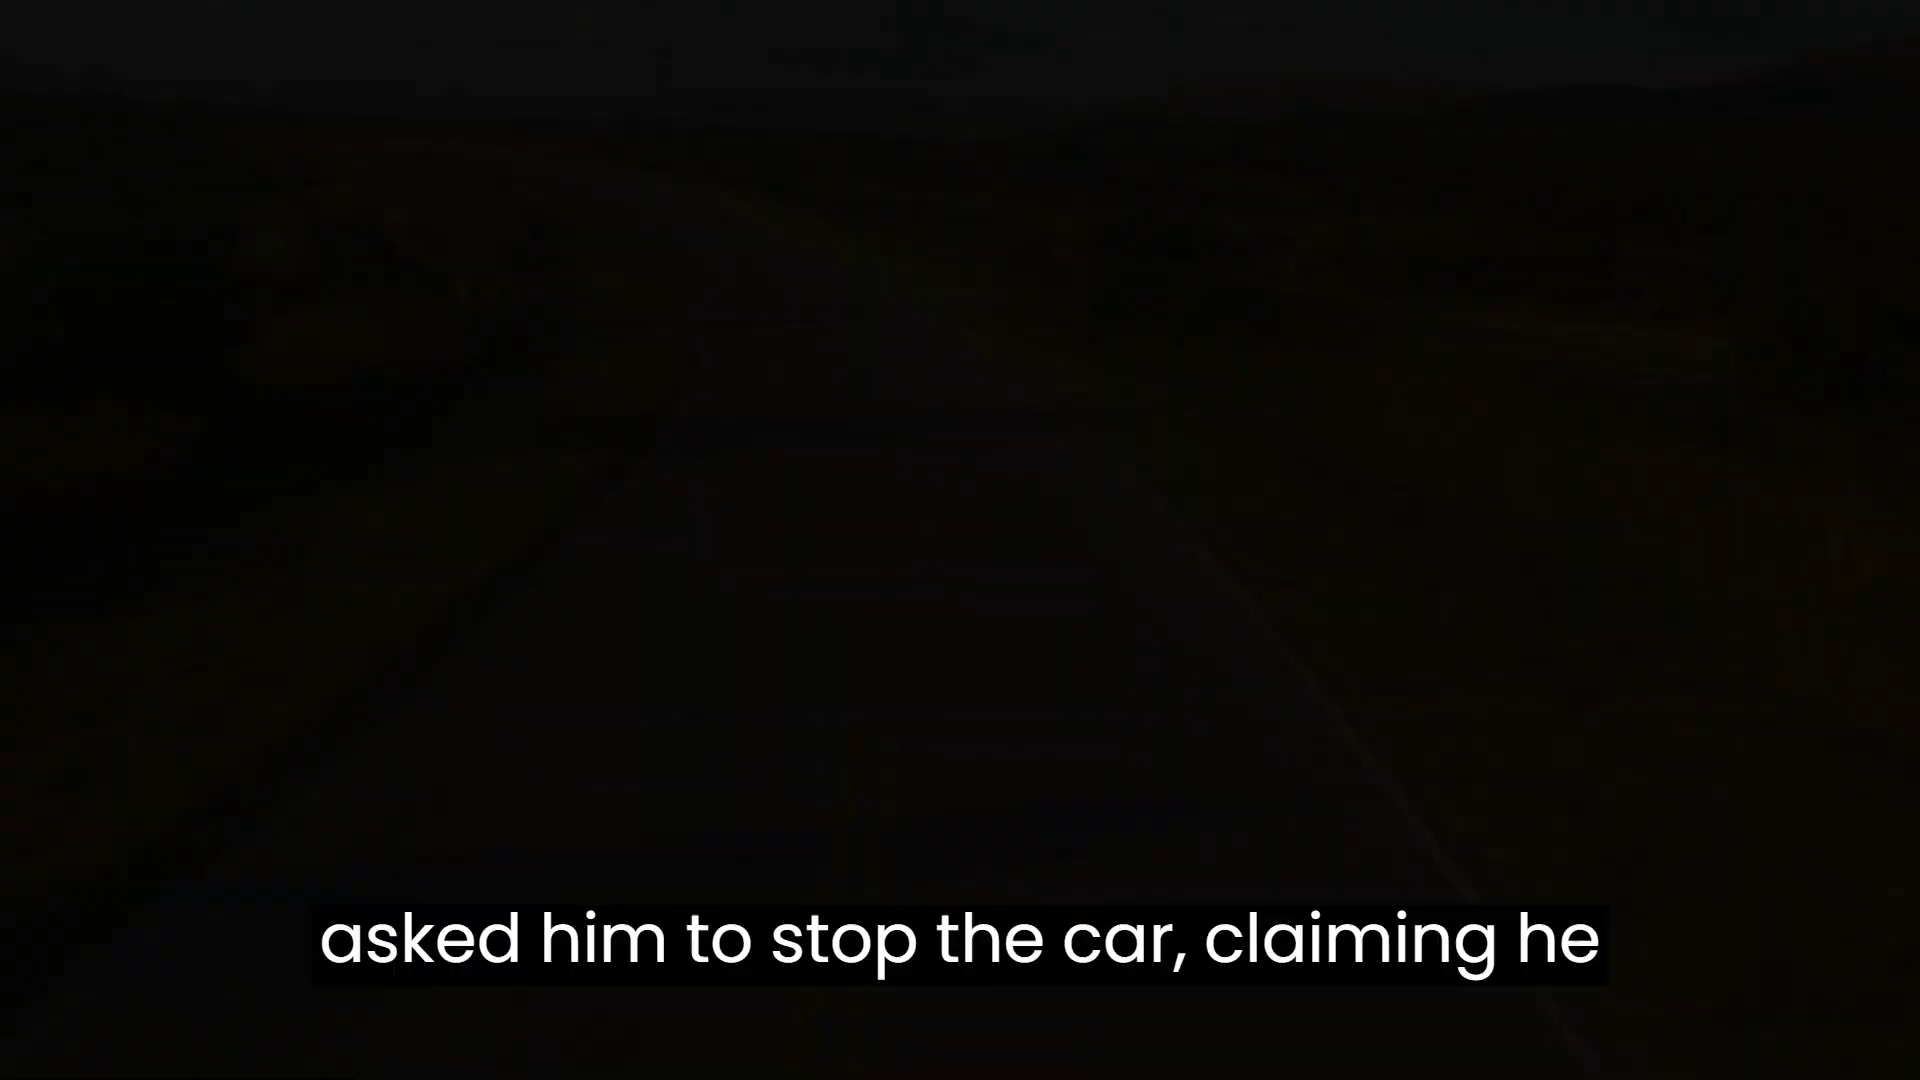 asked him to stop the car, claiming he